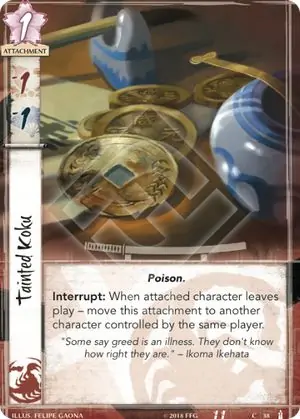 1
ATTACHMENT
-1
-1
Tainted Koku
Poison.
Interrupt: When attached character leaves
play – move this attachment to another
character controlled by the same player.
"Some say greed is an illness. They don't know
how right they are." – Ikoma Ikehata
ILLUS. FELIPE GAONA
©2018 FFG
11
C 38